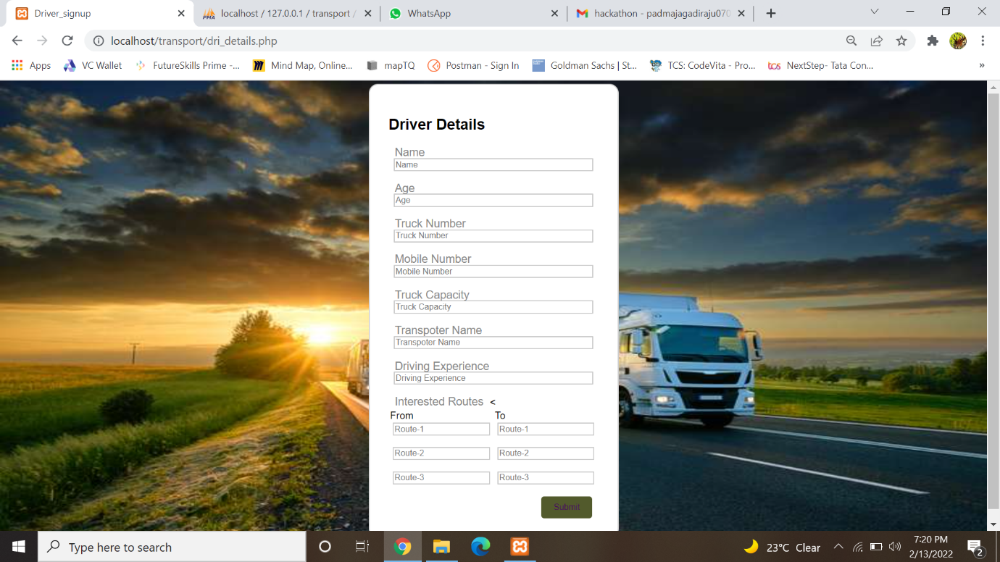 Driver_signup
localhost / 127.0.0.1 / transport /
WhatsApp
hackathon - padmajagadiraju070
localhost/transport/dri_details.php
Apps VC Wallet FutureSkills Prime -... Mind Map, Online... mapTQ Postman - Sign In Goldman Sachs | St... TCS: CodeVita - Pro... tcs NextStep- Tata Con... »
Driver Details
Name
Name
Age
Age
Truck Number
Truck Number
Mobile Number
Mobile Number
Truck Capacity
Truck Capacity
Transpoter Name
Transpoter Name
Driving Experience
Driving Experience
Interested Routes <
From To
Route-1 Route-1
Route-2 Route-2
Route-3 Route-3
Submit
Type here to search
23°C Clear
7:20 PM
2/13/2022
2